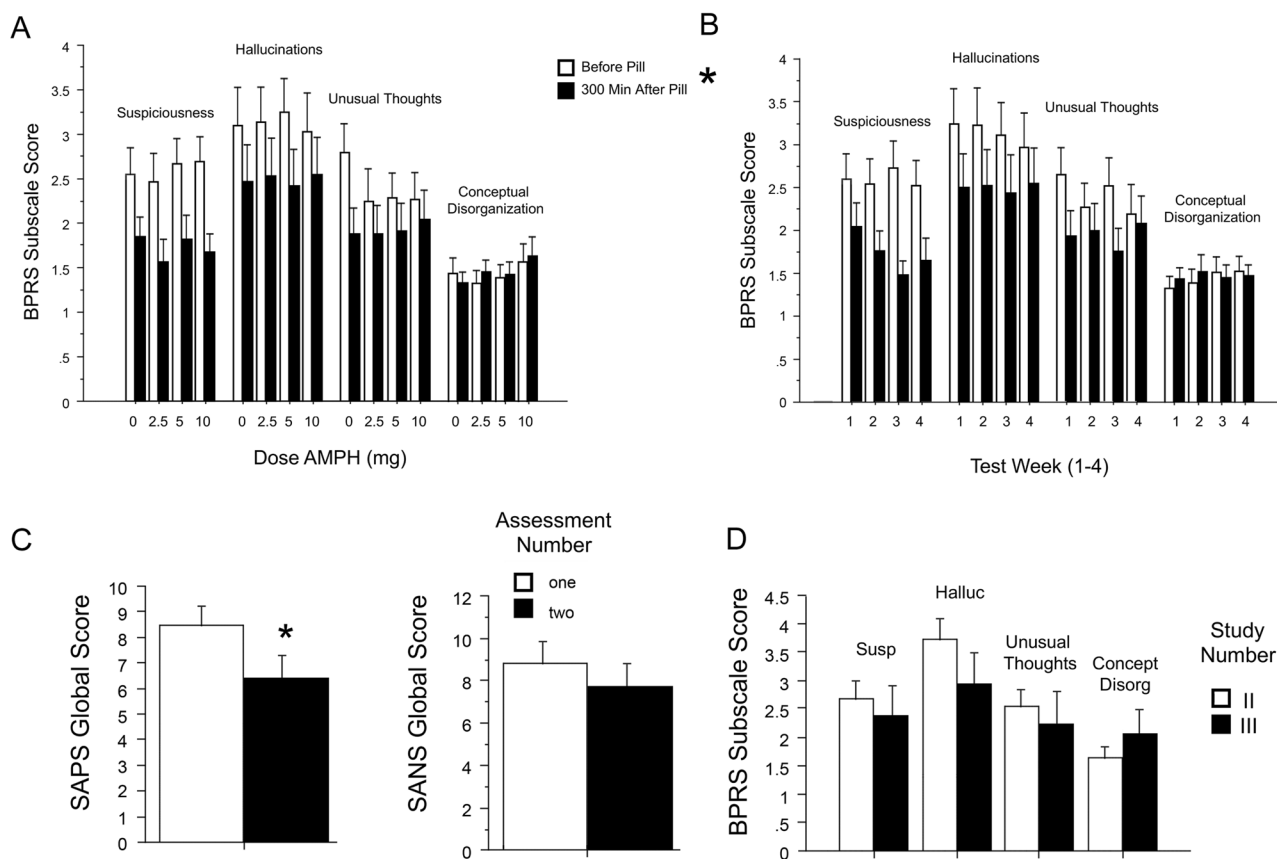 A
Hallucinations
Suspiciousness
Unusual Thoughts
Conceptual
Disorganization
Before Pill
300 Min After Pill
BPRS Subscale Score
4
3.5
3
2.5
2
1.5
1
.5
0
0 2.5 5 10 0 2.5 5 10 0 2.5 5 10 0 2.5 5 10
Dose AMPH (mg)
B
*
Hallucinations
Suspiciousness
Unusual Thoughts
Conceptual
Disorganization
BPRS Subscale Score
4
3.5
3
2.5
2
1.5
1
.5
0
1 2 3 4 1 2 3 4 1 2 3 4 1 2 3 4
Test Week (1-4)
C
SAPS Global Score
10
9
8
7
6
5
4
3
2
1
0
*
Assessment
Number
one
two
SANS Global Score
12
10
8
6
4
2
0
D
BPRS Subscale Score
4.5
4
3.5
3
2.5
2
1.5
1
.5
0
Susp
Halluc
Unusual
Thoughts
Concept
Disorg
Study
Number
II
III